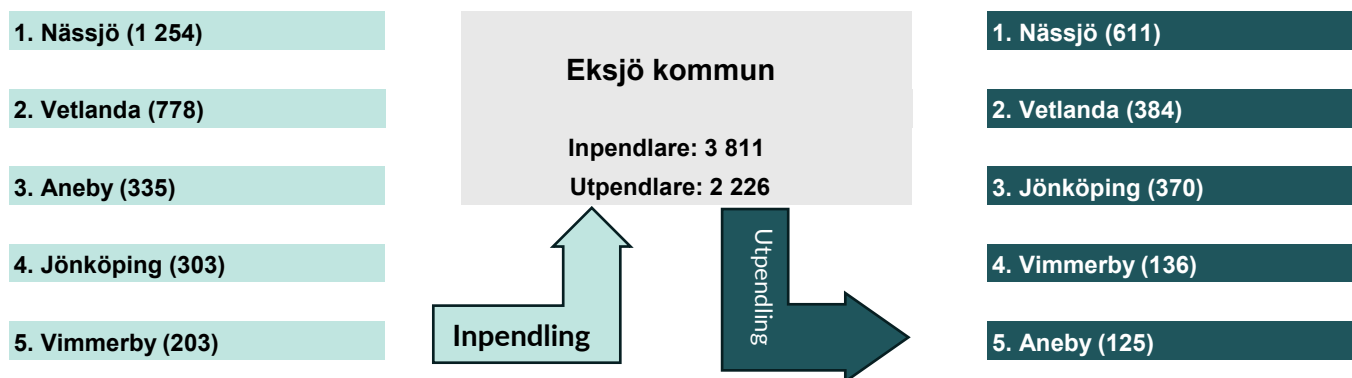 1. Nässjö (1 254)
2. Vetlanda (778)
3. Aneby (335)
4. Jönköping (303)
5. Vimmerby (203)
Eksjö kommun
Inpendlare: 3 811
Utpendlare: 2 226
Inpendling
Utpendling
1. Nässjö (611)
2. Vetlanda (384)
3. Jönköping (370)
4. Vimmerby (136)
5. Aneby (125)